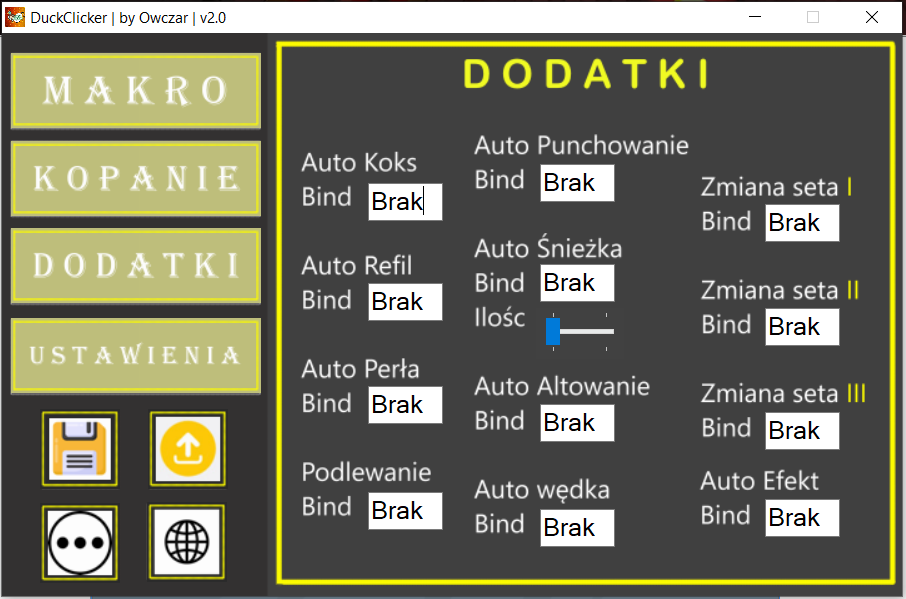 DuckClicker | by Owczar | v2.0
MAKRO
KOPANIE
DODATKI
USTAWIENIA
DODATKI
Auto Koks
Bind Brak
Auto Refil
Bind Brak
Auto Perła
Bind Brak
Podlewanie
Bind Brak
Auto Punchowanie
Bind Brak
Auto Śnieżka
Bind Brak
Ilośc
Auto Altowanie
Bind Brak
Auto wędka
Bind Brak
Zmiana seta I
Bind Brak
Zmiana seta II
Bind Brak
Zmiana seta III
Bind Brak
Auto Efekt
Bind Brak